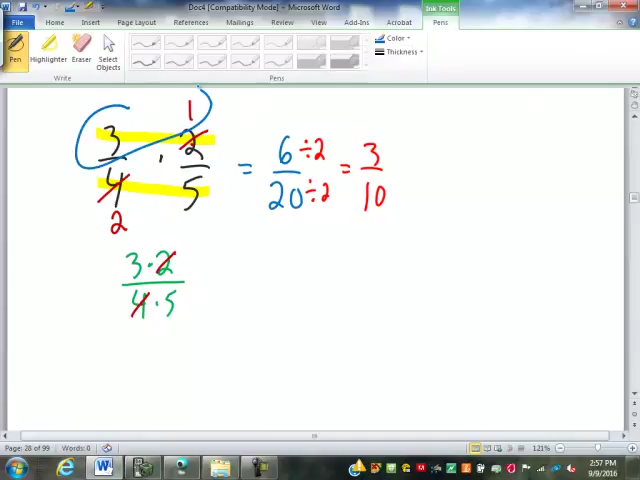 Doc4 [Compatibility Mode] - Microsoft Word
Ink Tools
File Home Insert Page Layout References Mailings Review View Add-Ins Acrobat Pens
Pen Highlighter Eraser Select Objects
Color
Thickness
Write
Pens
1
3/4 · 2/5 = 6/20 ÷2/÷2 = 3/10
2
3·2
4·5
Page: 28 of 99 Words: 0 121%
2:57 PM
9/9/2016